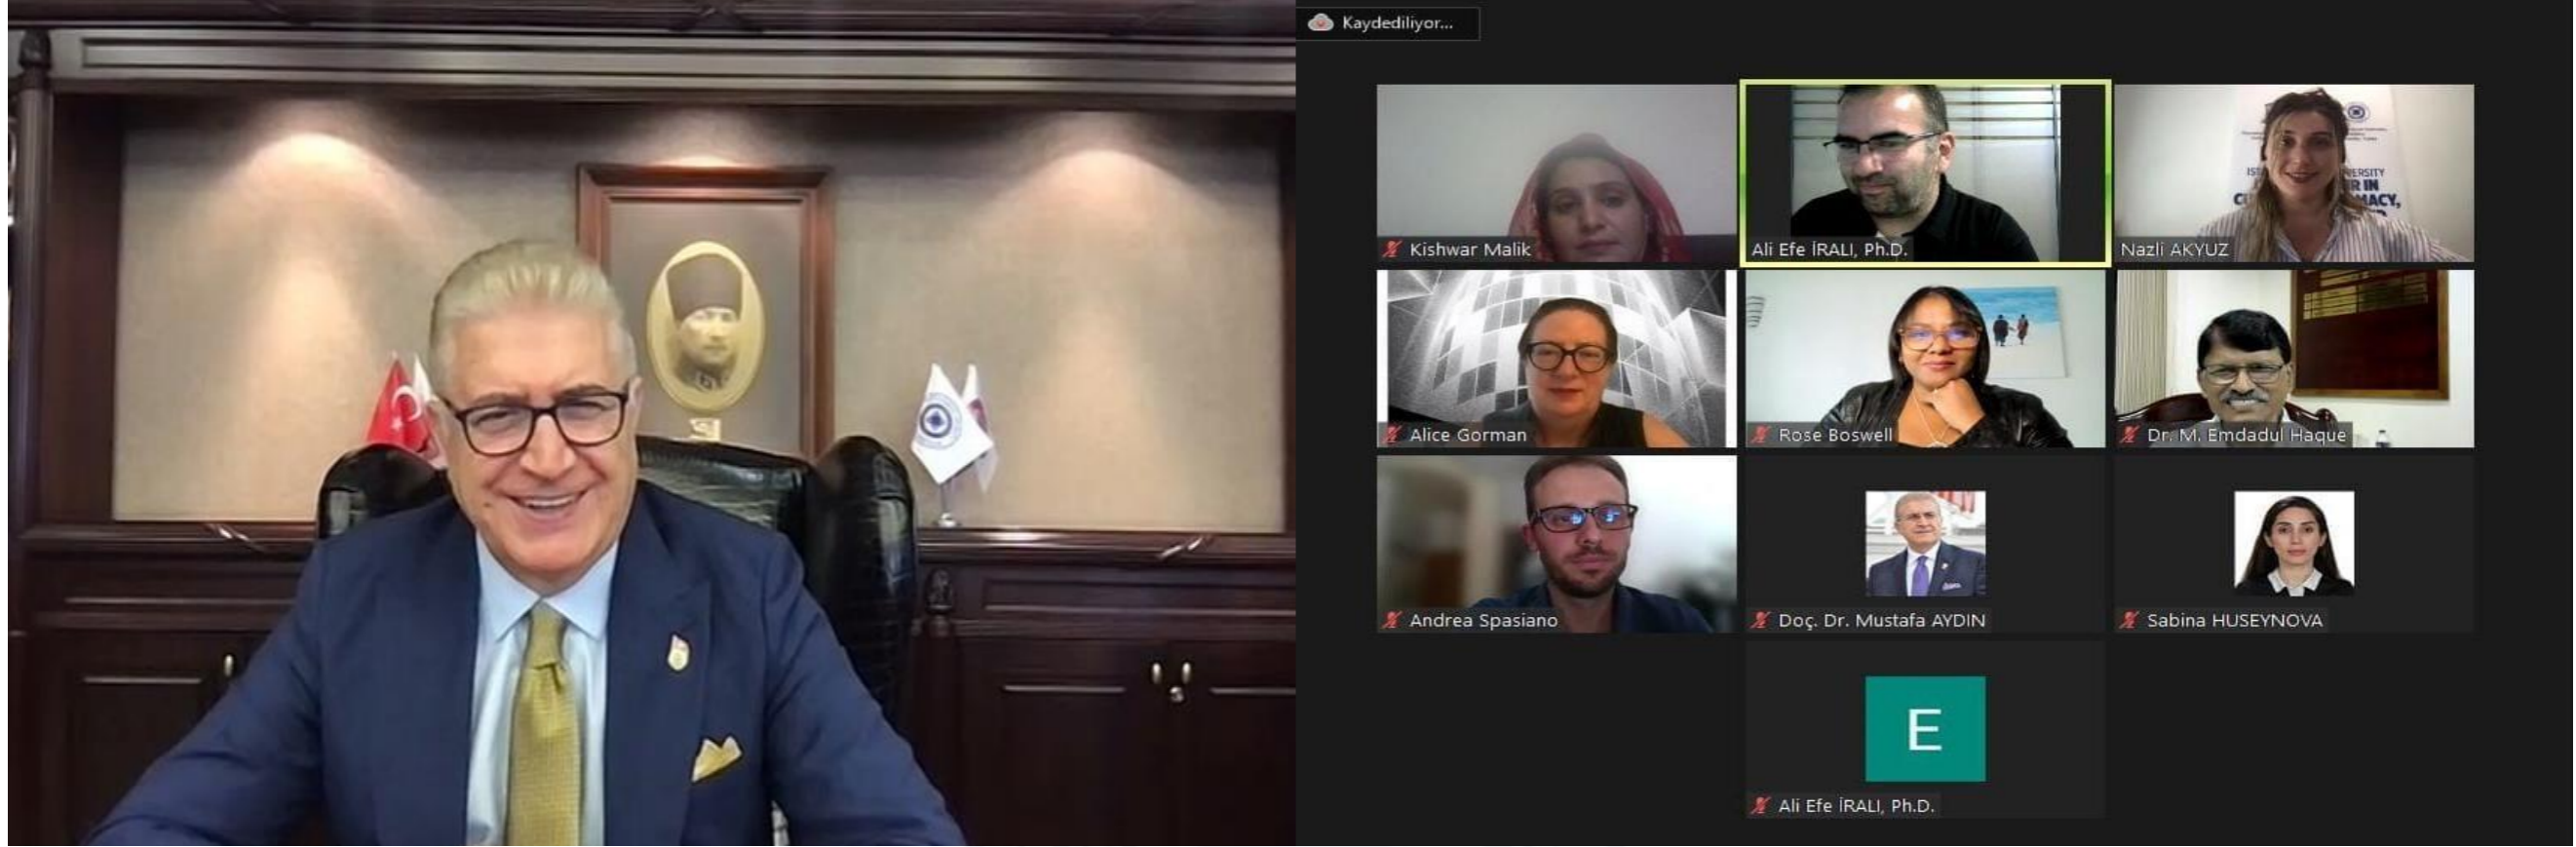 Kaydediliyor...
Kishwar Malik
Ali Efe İRALI, Ph.D.
Nazli AKYUZ
Alice Gorman
Rose Boswell
Dr. M. Emdadul Haque
Andrea Spasiano
Doç. Dr. Mustafa AYDIN
Sabina HUSEYNOVA
E
Ali Efe İRALI, Ph.D.